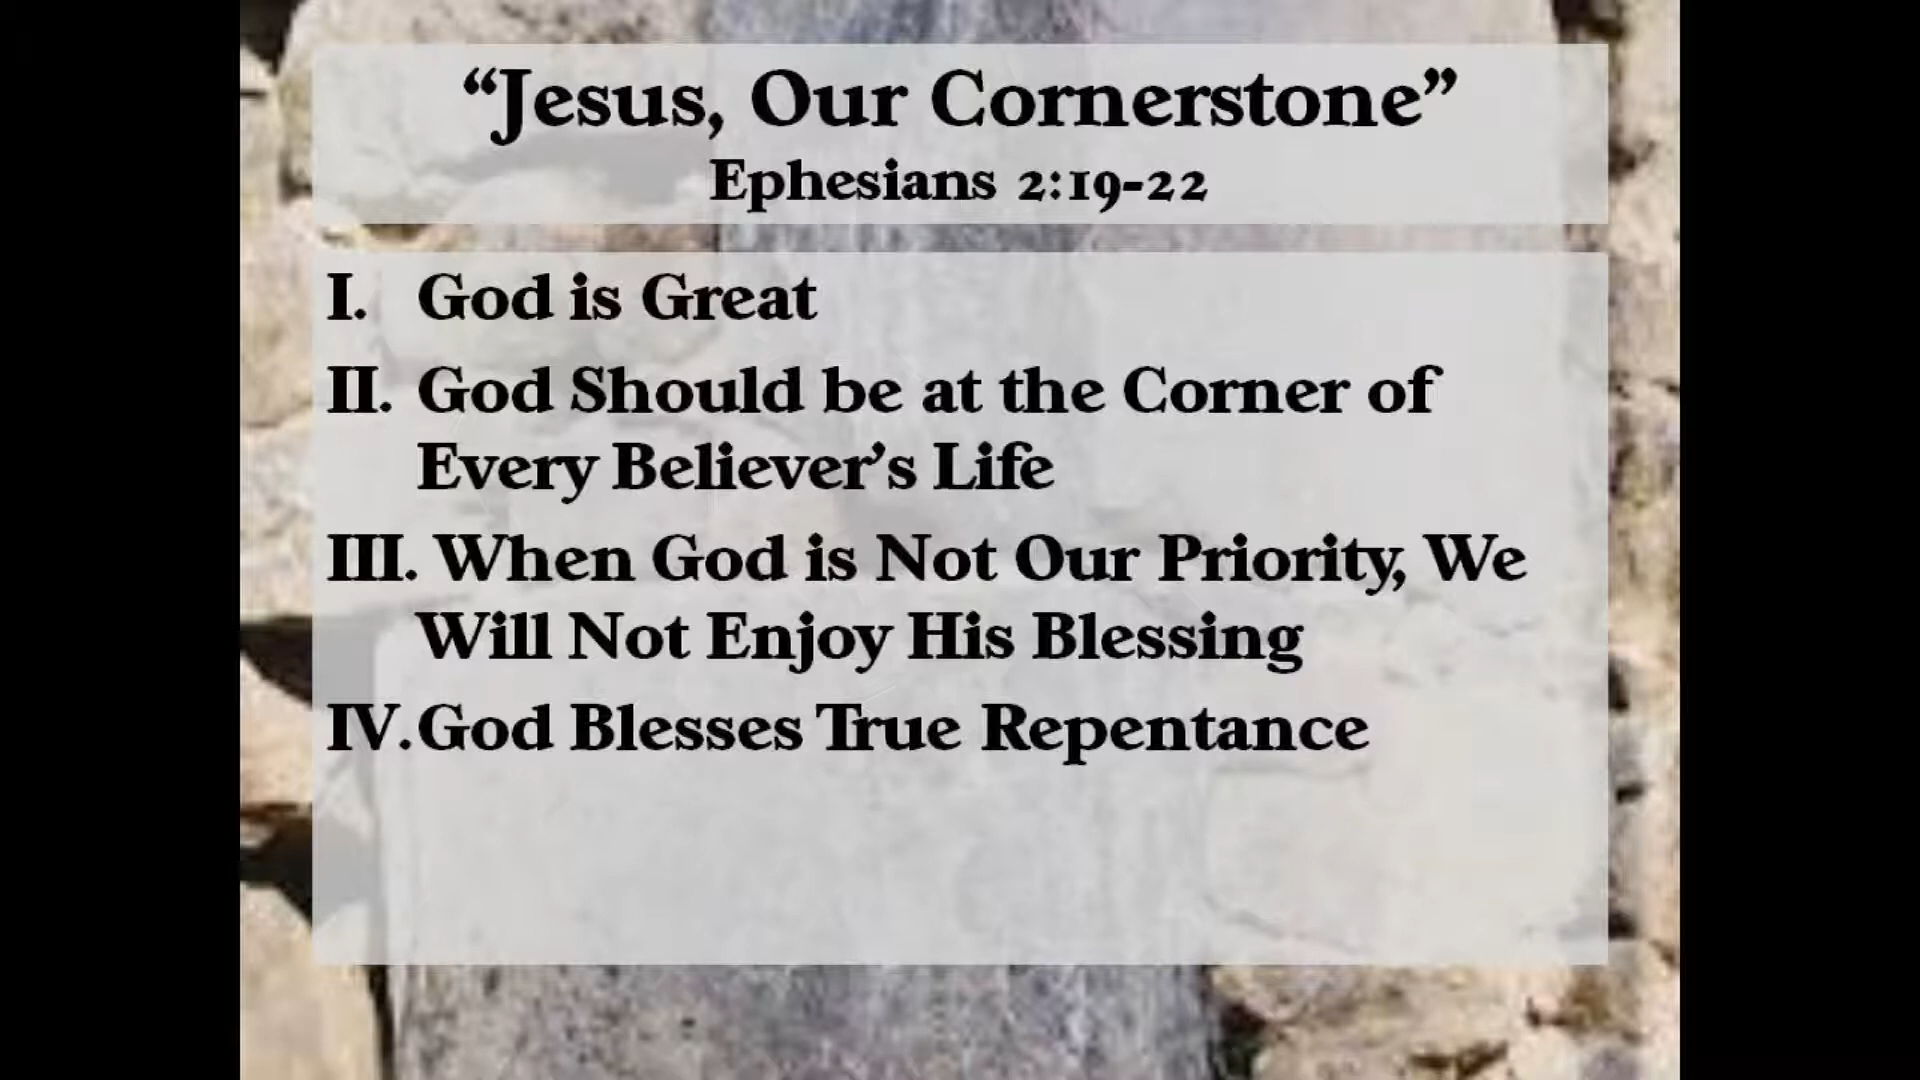 “Jesus, Our Cornerstone”
Ephesians 2:19-22
I. God is Great
II. God Should be at the Corner of
Every Believer’s Life
III. When God is Not Our Priority, We
Will Not Enjoy His Blessing
IV.God Blesses True Repentance